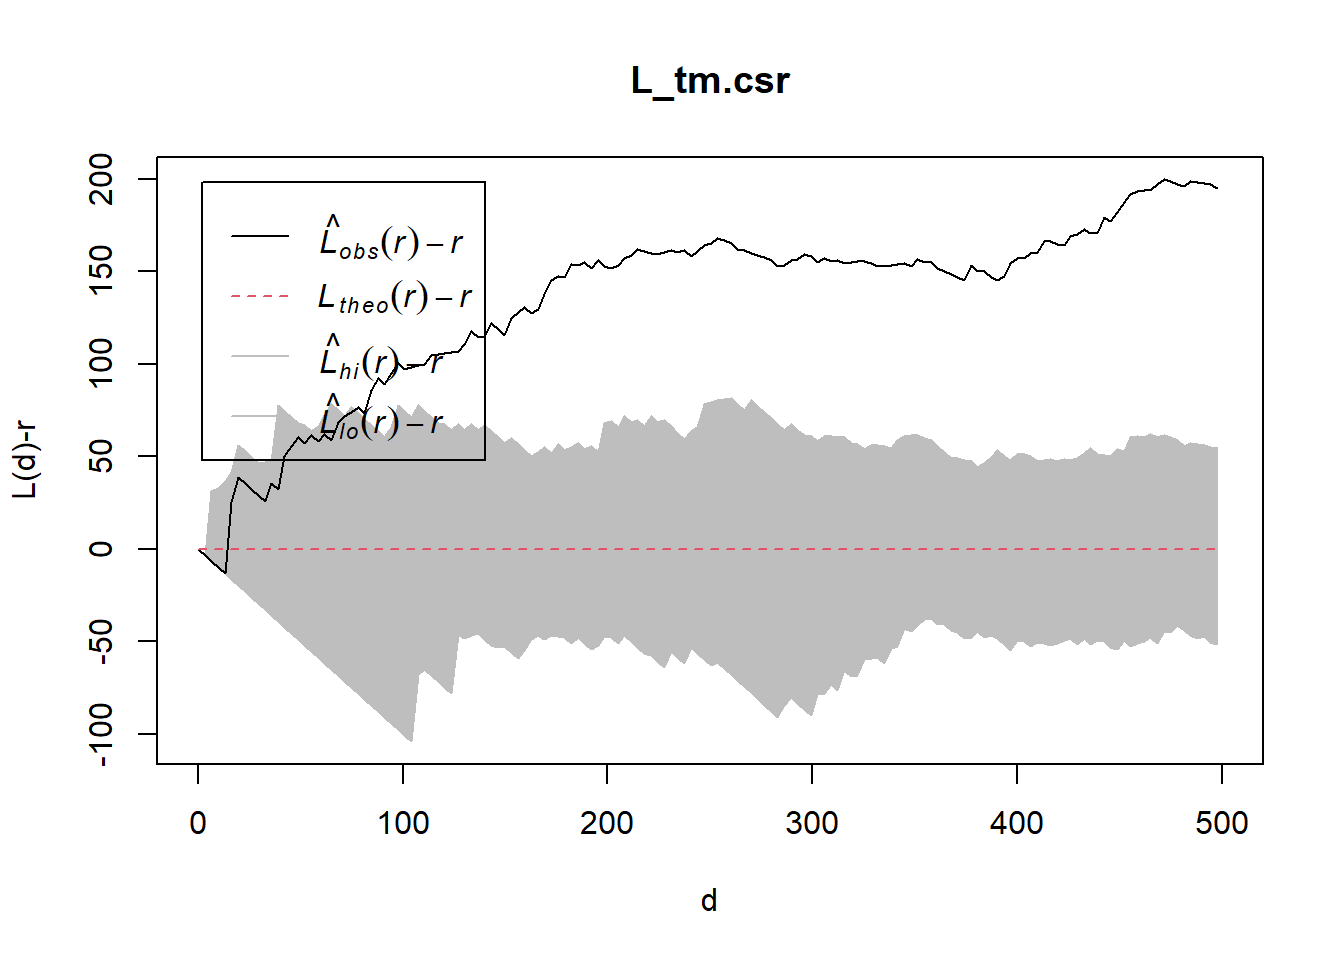 L_tm.csr
200
150
100
50
0
-50
-100
L(d)-r
L̂obs(r) – r
Ltheo(r) – r
L̂hi(r) – r
L̂lo(r) – r
0 100 200 300 400 500
d